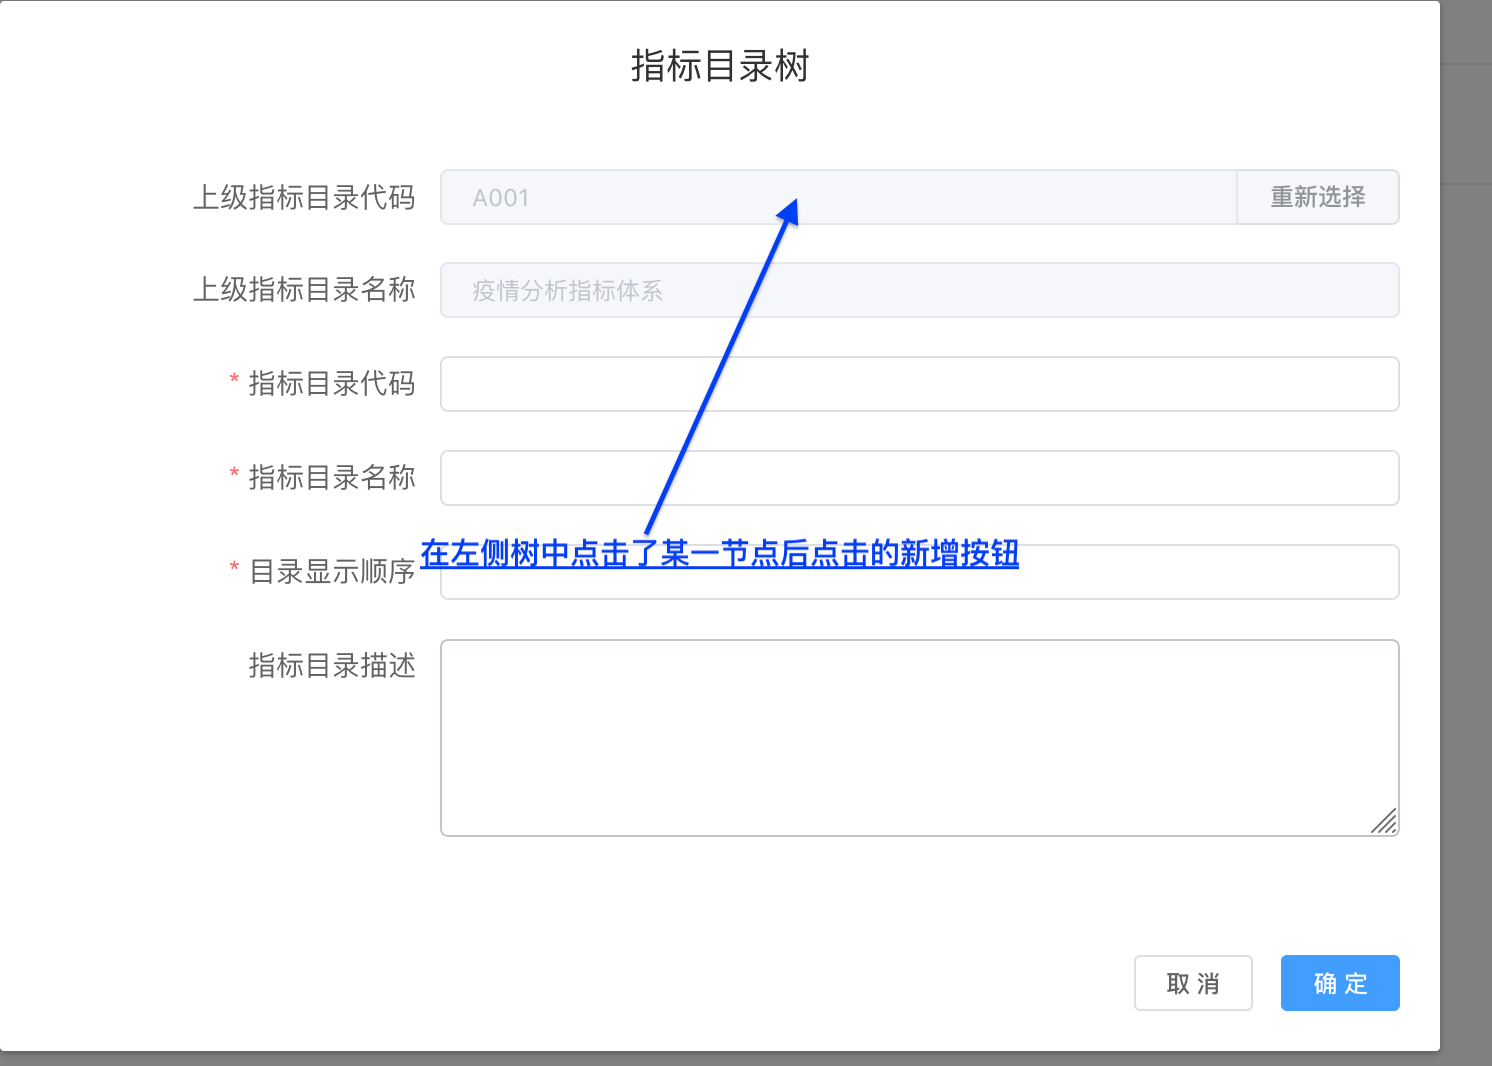 指标目录树
上级指标目录代码 A001 重新选择
上级指标目录名称 疫情分析指标体系
* 指标目录代码
* 指标目录名称
在左侧树中点击了某一节点后点击的新增按钮
* 目录显示顺序
指标目录描述
取 消 确 定